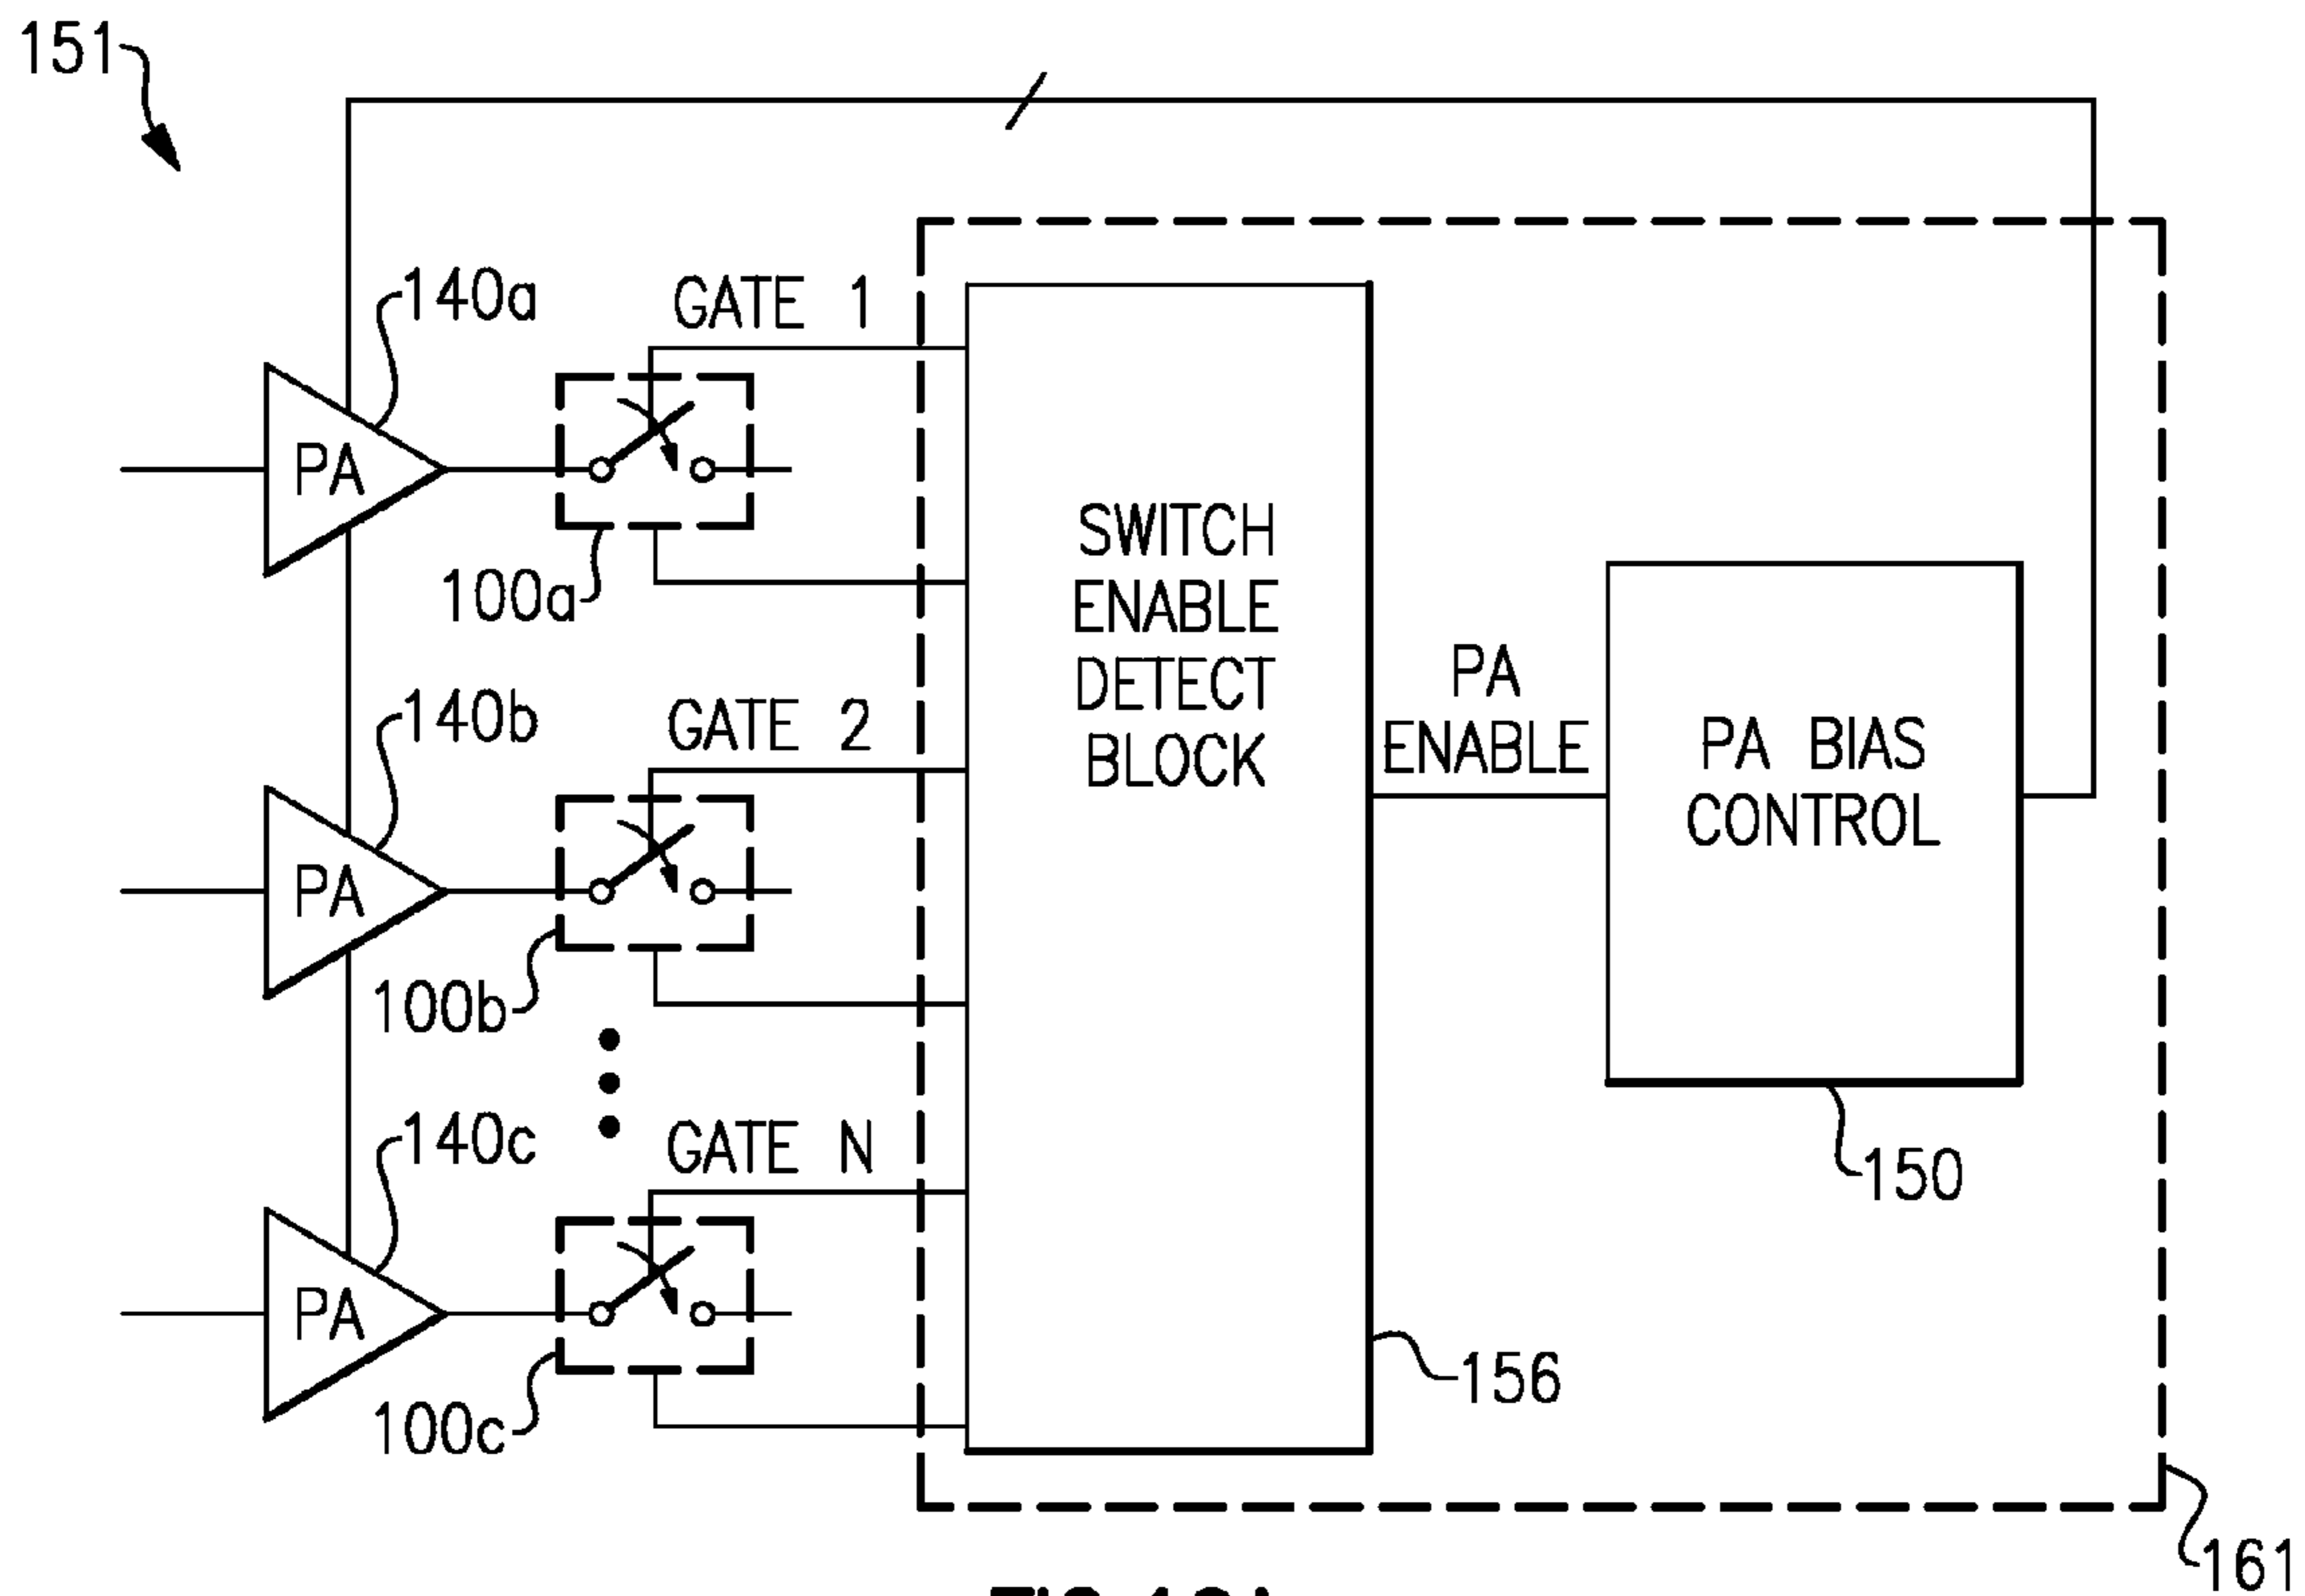 151
140a
GATE 1
PA
100a
SWITCH
ENABLE
DETECT
BLOCK
PA
ENABLE
PA BIAS
CONTROL
140b
GATE 2
PA
100b
150
140c
GATE N
PA
100c
156
161